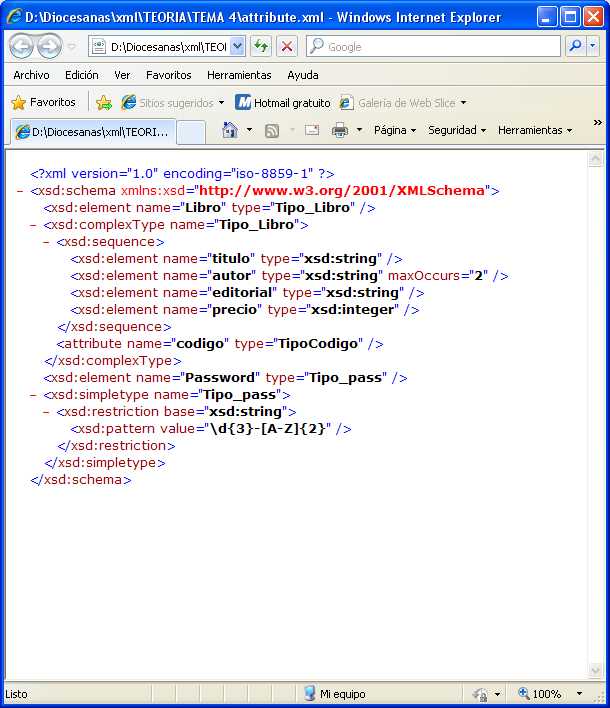 D:\Diocesanas\xml\TEORIA\TEMA 4\attribute.xml - Windows Internet Explorer
D:\Diocesanas\xml\TEOI Google
Archivo Edición Ver Favoritos Herramientas Ayuda
Favoritos Sitios sugeridos Hotmail gratuito Galería de Web Slice
D:\Diocesanas\xml\TEORI... Página Seguridad Herramientas »
<?xml version="1.0" encoding="iso-8859-1" ?>
- <xsd:schema xmlns:xsd="http://www.w3.org/2001/XMLSchema">
<xsd:element name="Libro" type="Tipo_Libro" />
- <xsd:complexType name="Tipo_Libro">
- <xsd:sequence>
<xsd:element name="titulo" type="xsd:string" />
<xsd:element name="autor" type="xsd:string" maxOccurs="2" />
<xsd:element name="editorial" type="xsd:string" />
<xsd:element name="precio" type="xsd:integer" />
</xsd:sequence>
<attribute name="codigo" type="TipoCodigo" />
</xsd:complexType>
<xsd:element name="Password" type="Tipo_pass" />
- <xsd:simpletype name="Tipo_pass">
- <xsd:restriction base="xsd:string">
<xsd:pattern value="\d{3}-[A-Z]{2}" />
</xsd:restriction>
</xsd:simpletype>
</xsd:schema>
Listo Mi equipo 100%